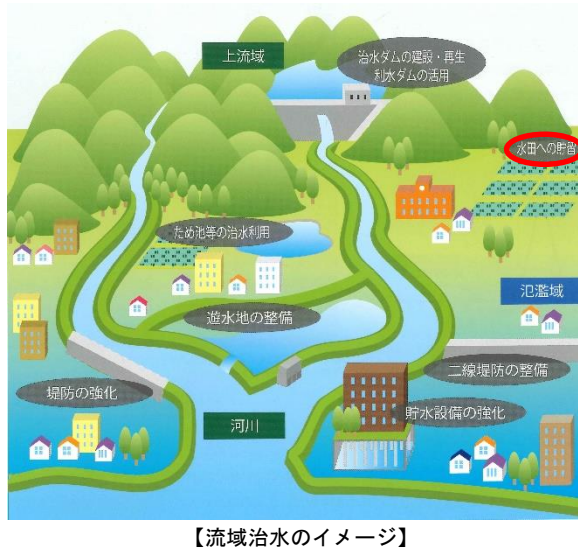 上流域
治水ダムの建設・再生
利水ダムの活用
水田への貯留
ため池等の治水利用
氾濫域
遊水地の整備
二線堤防の整備
堤防の強化
貯水設備の強化
河川
【流域治水のイメージ】